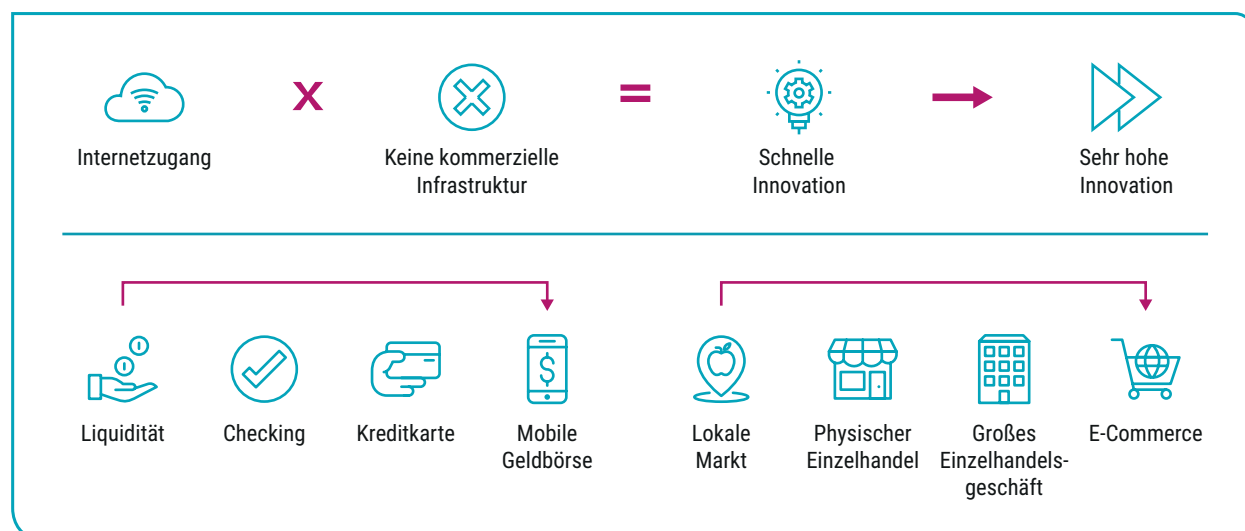 X
=
Internetzugang
Keine kommerzielle
Infrastruktur
Schnelle
Innovation
Sehr hohe
Innovation
$
Liquidität
Checking
Kreditkarte
Mobile
Geldbörse
Lokale
Markt
Physischer
Einzelhandel
Großes
Einzelhandels-
geschäft
E-Commerce